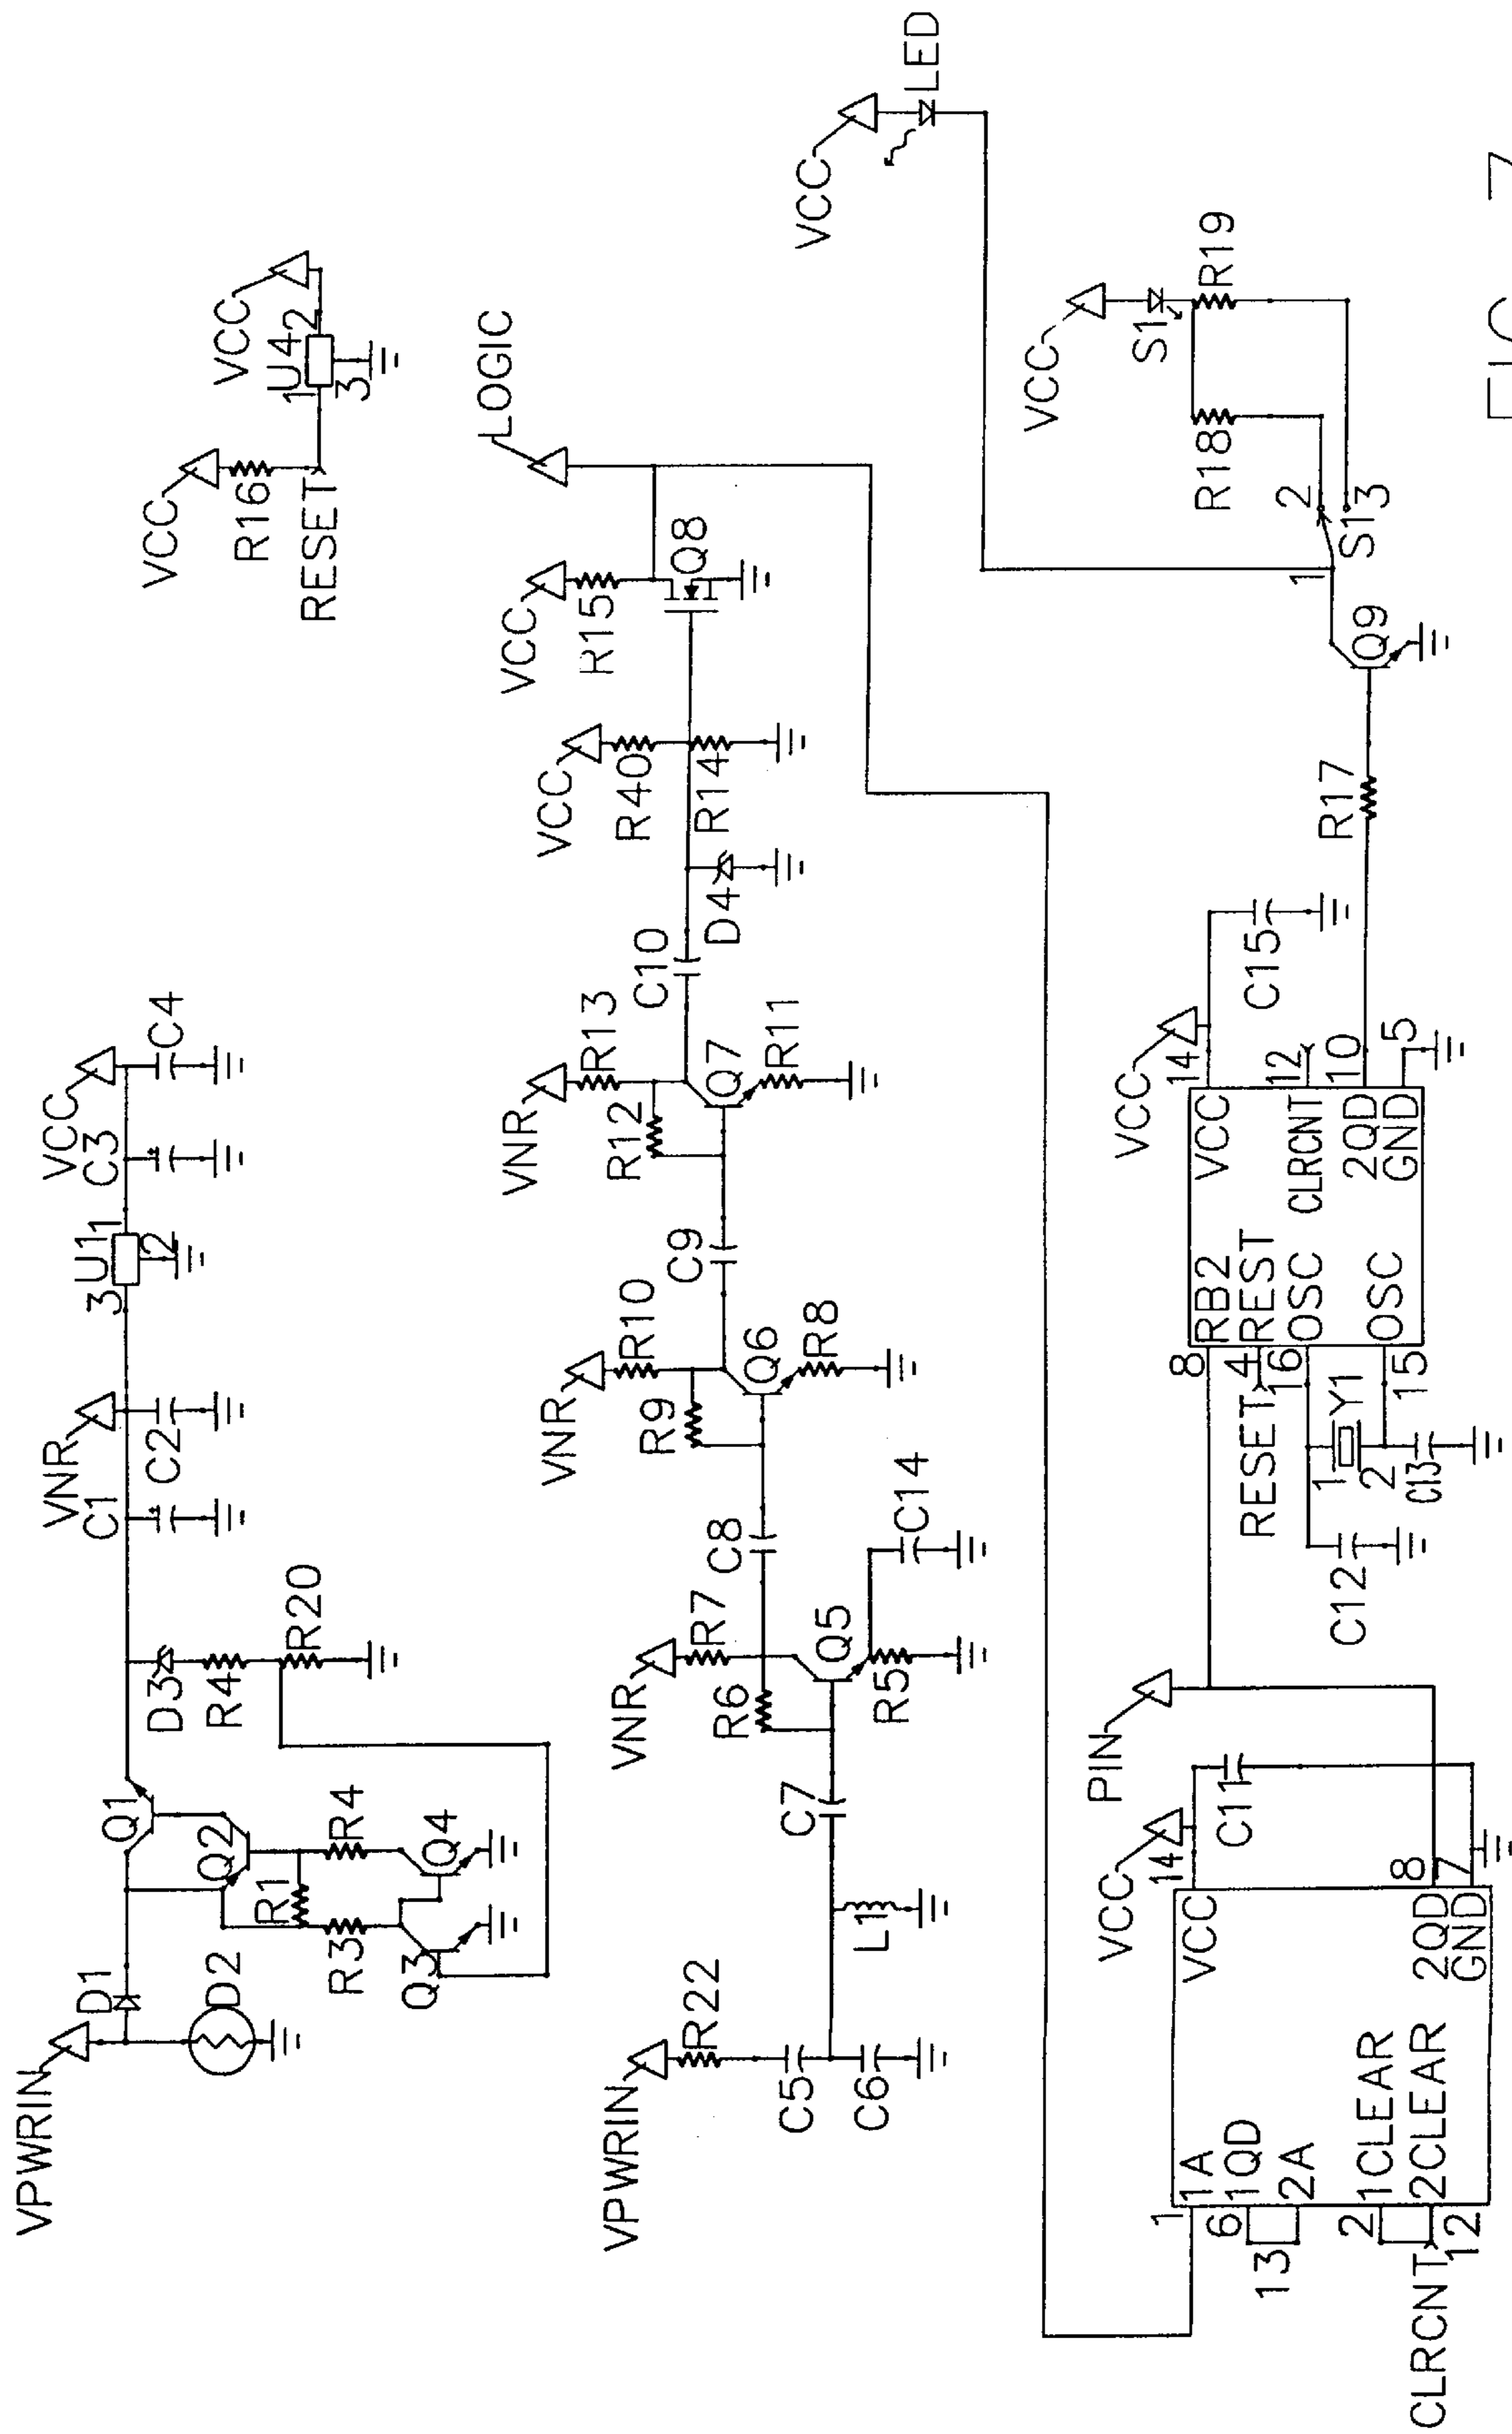 VPWRIN
D1
D2
Q1
Q2
R1
R3
R4
Q3
Q4
D3
R4
R20
VNR
C1
C2
U1
3
1
2
VCC
C3
C4
VCC
R16
RESET
VCC
U4
1
2
3
VPWRIN
R22
C5
C6
L1
C7
VNR
R6
R7
Q5
R5
C14
C8
VNR
R9
R10
Q6
R8
C9
VNR
R12
R13
Q7
R11
C10
D4
VCC
R40
R14
VCC
R15
Q8
LOGIC
VCC
LED
1
1A
6
1QD
13
2A
2
1CLEAR
2CLEAR
12
CLRCNT
VCC
14
VCC
C11
2QD
8
GND
7
PIN
8
RB2
4
REST
RESET
16
OSC
OSC
15
1
Y1
2
C12
C13
VCC
14
VCC
C15
CLRCNT
12
2QD
10
GND
5
R17
Q9
1
2
S1
3
R18
R19
VCC
S1